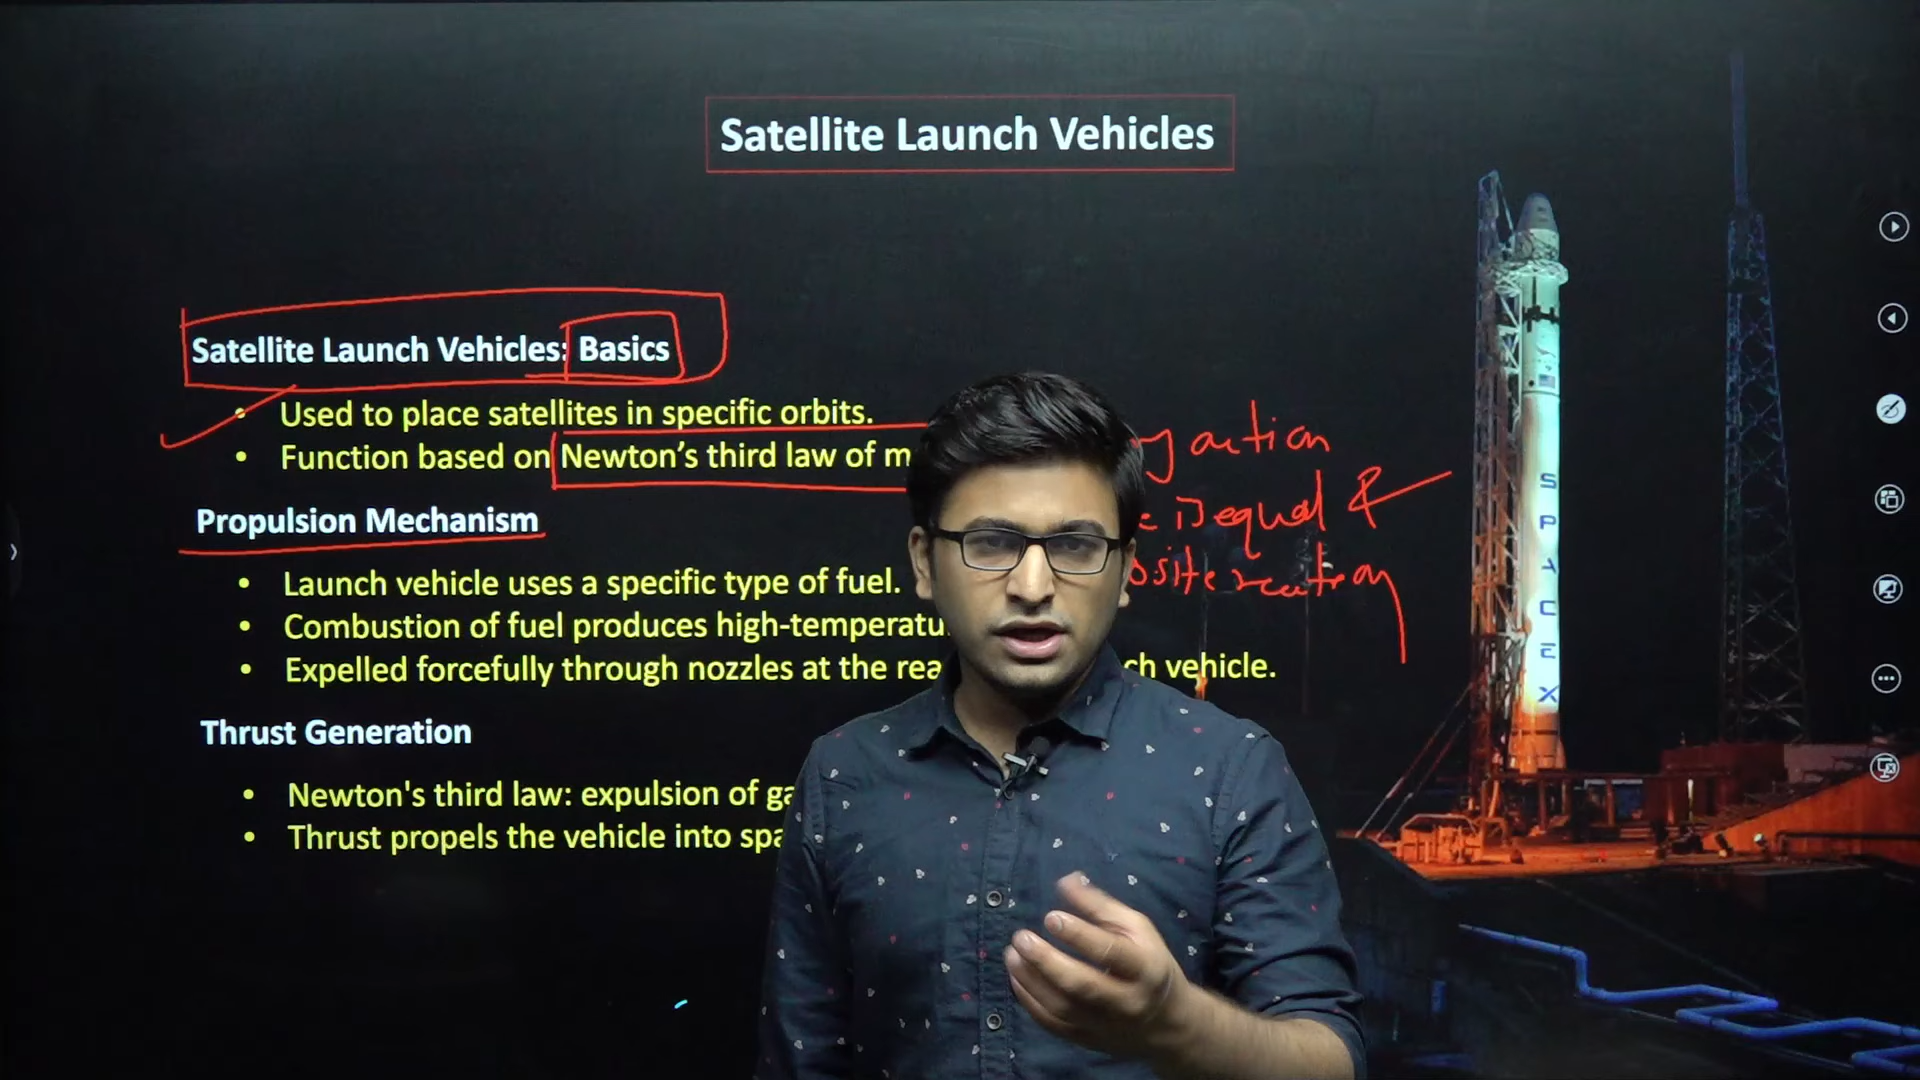 Satellite Launch Vehicles
Satellite Launch Vehicles: Basics
• Used to place satellites in specific orbits.
• Function based on Newton's third law of m
action
equal &
Propulsion Mechanism
osite reaction
• Launch vehicle uses a specific type of fuel.
• Combustion of fuel produces high-temperatu
• Expelled forcefully through nozzles at the rea ch vehicle.
Thrust Generation
• Newton's third law: expulsion of ga
• Thrust propels the vehicle into spa
SPACEX